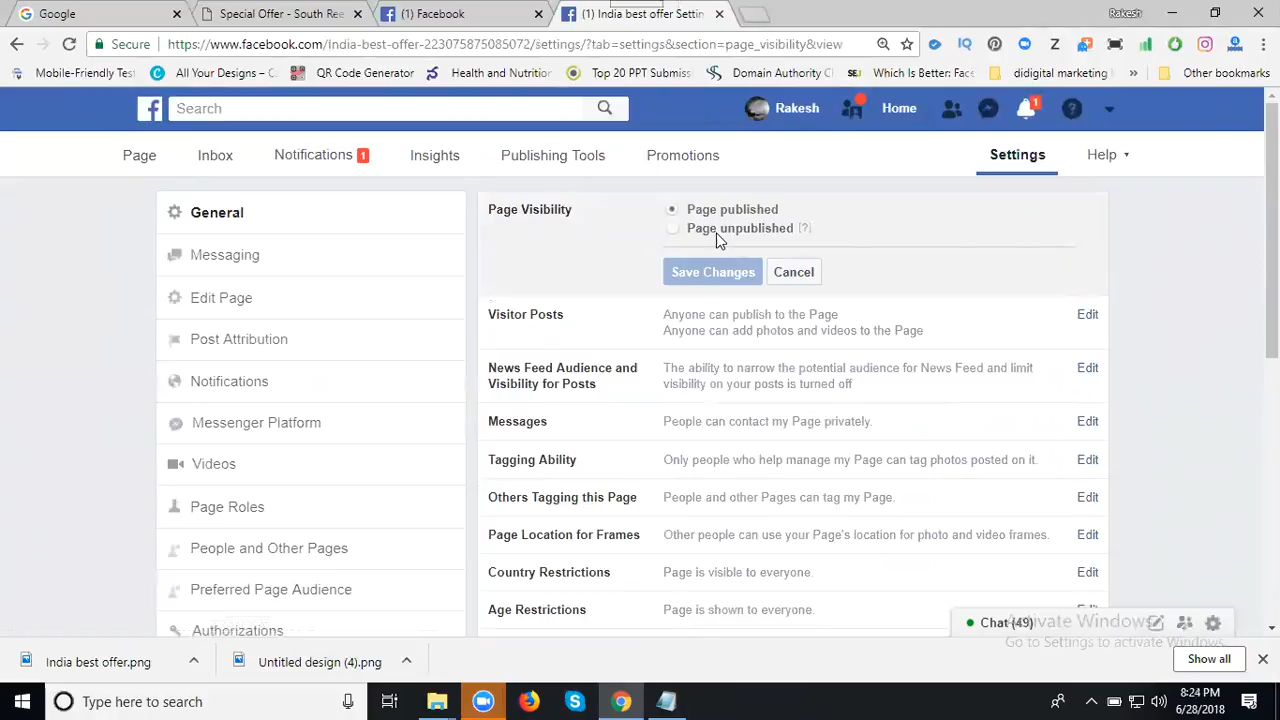 Google
Special Offer - South Ree
(1) Facebook
(1) India best offer Settin
Rakesh
Secure
https://www.facebook.com/India-best-offer-223075875085072/settings/?tab=settings&section=page_visibility&view
Mobile-Friendly Test
All Your Designs – C
QR Code Generator
Health and Nutrition
Top 20 PPT Submiss
Domain Authority C
Which Is Better: Fac
didigital marketing
Other bookmarks
Search
Rakesh
Home
1
Page
Inbox
Notifications 1
Insights
Publishing Tools
Promotions
Settings
Help
General
Messaging
Edit Page
Post Attribution
Notifications
Messenger Platform
Videos
Page Roles
People and Other Pages
Preferred Page Audience
Authorizations
Page Visibility
Page published
Page unpublished [?]
Save Changes
Cancel
Visitor Posts
Anyone can publish to the Page
Anyone can add photos and videos to the Page
Edit
News Feed Audience and
Visibility for Posts
The ability to narrow the potential audience for News Feed and limit
visibility on your posts is turned off
Edit
Messages
People can contact my Page privately.
Edit
Tagging Ability
Only people who help manage my Page can tag photos posted on it.
Edit
Others Tagging this Page
People and other Pages can tag my Page.
Edit
Page Location for Frames
Other people can use your Page's location for photo and video frames.
Edit
Country Restrictions
Page is visible to everyone.
Edit
Age Restrictions
Page is shown to everyone.
Edit
Chat (49)
Activate Windows
Go to Settings to activate Windows.
India best offer.png
Untitled design (4).png
Show all
Type here to search
8:24 PM
6/28/2018